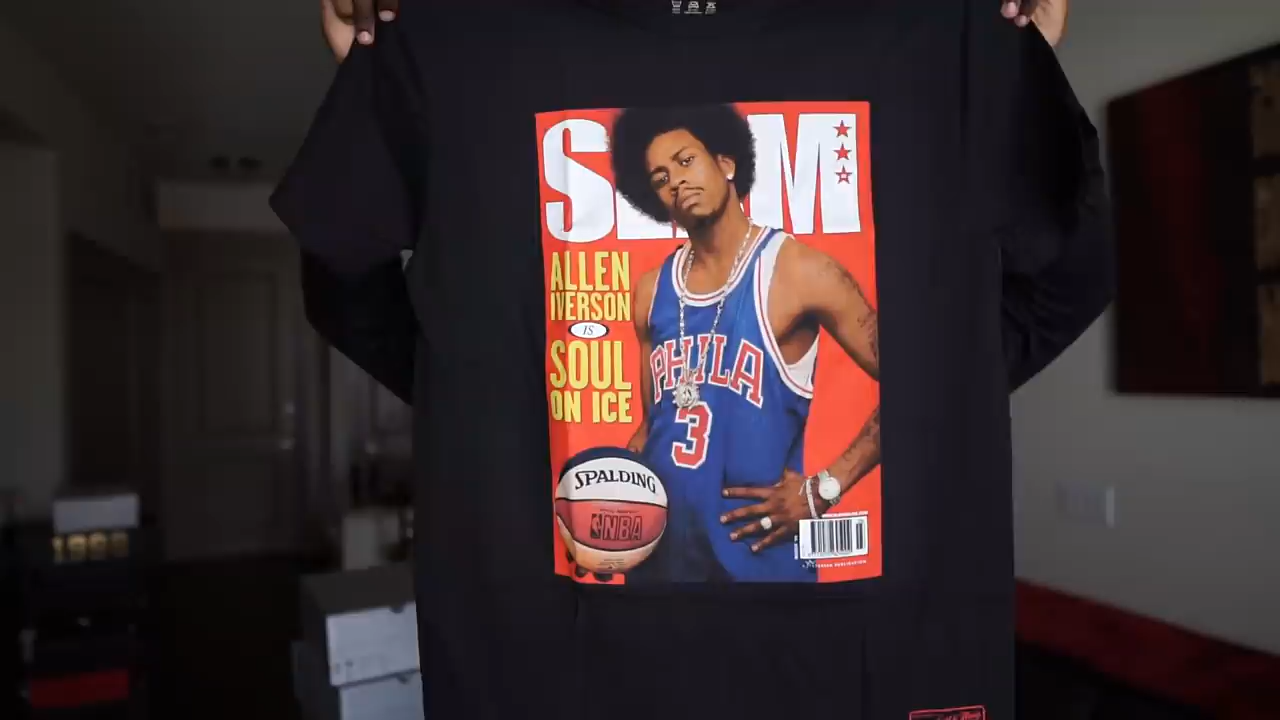 SLAM
ALLEN
IVERSON
IS
SOUL
ON ICE
PHILA
3
SPALDING
NBA